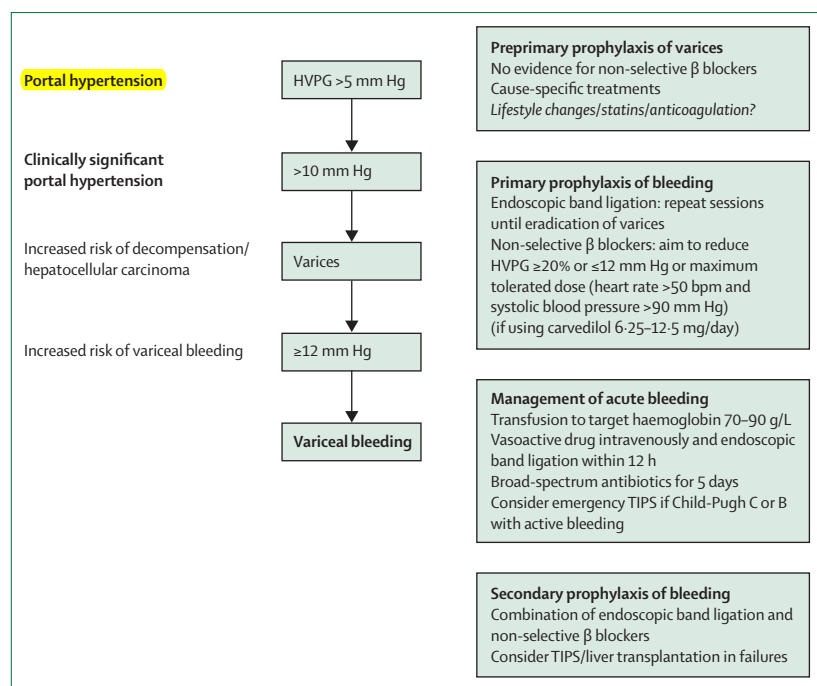 Portal hypertension
HVPG >5 mm Hg
Clinically significant
portal hypertension
>10 mm Hg
Increased risk of decompensation/
hepatocellular carcinoma
Varices
Increased risk of variceal bleeding
≥12 mm Hg
Variceal bleeding
Preprimary prophylaxis of varices
No evidence for non-selective β blockers
Cause-specific treatments
Lifestyle changes/statins/anticoagulation?
Primary prophylaxis of bleeding
Endoscopic band ligation: repeat sessions
until eradication of varices
Non-selective β blockers: aim to reduce
HVPG ≥20% or ≤12 mm Hg or maximum
tolerated dose (heart rate >50 bpm and
systolic blood pressure >90 mm Hg)
(if using carvedilol 6·25–12·5 mg/day)
Management of acute bleeding
Transfusion to target haemoglobin 70–90 g/L
Vasoactive drug intravenously and endoscopic
band ligation within 12 h
Broad-spectrum antibiotics for 5 days
Consider emergency TIPS if Child-Pugh C or B
with active bleeding
Secondary prophylaxis of bleeding
Combination of endoscopic band ligation and
non-selective β blockers
Consider TIPS/liver transplantation in failures